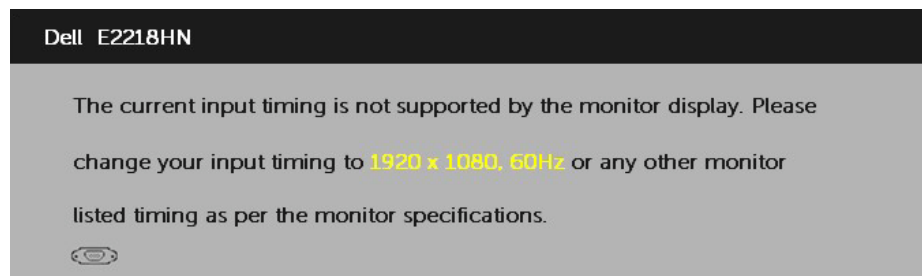 Dell E2218HN
The current input timing is not supported by the monitor display. Please
change your input timing to 1920 x 1080, 60Hz or any other monitor
listed timing as per the monitor specifications.